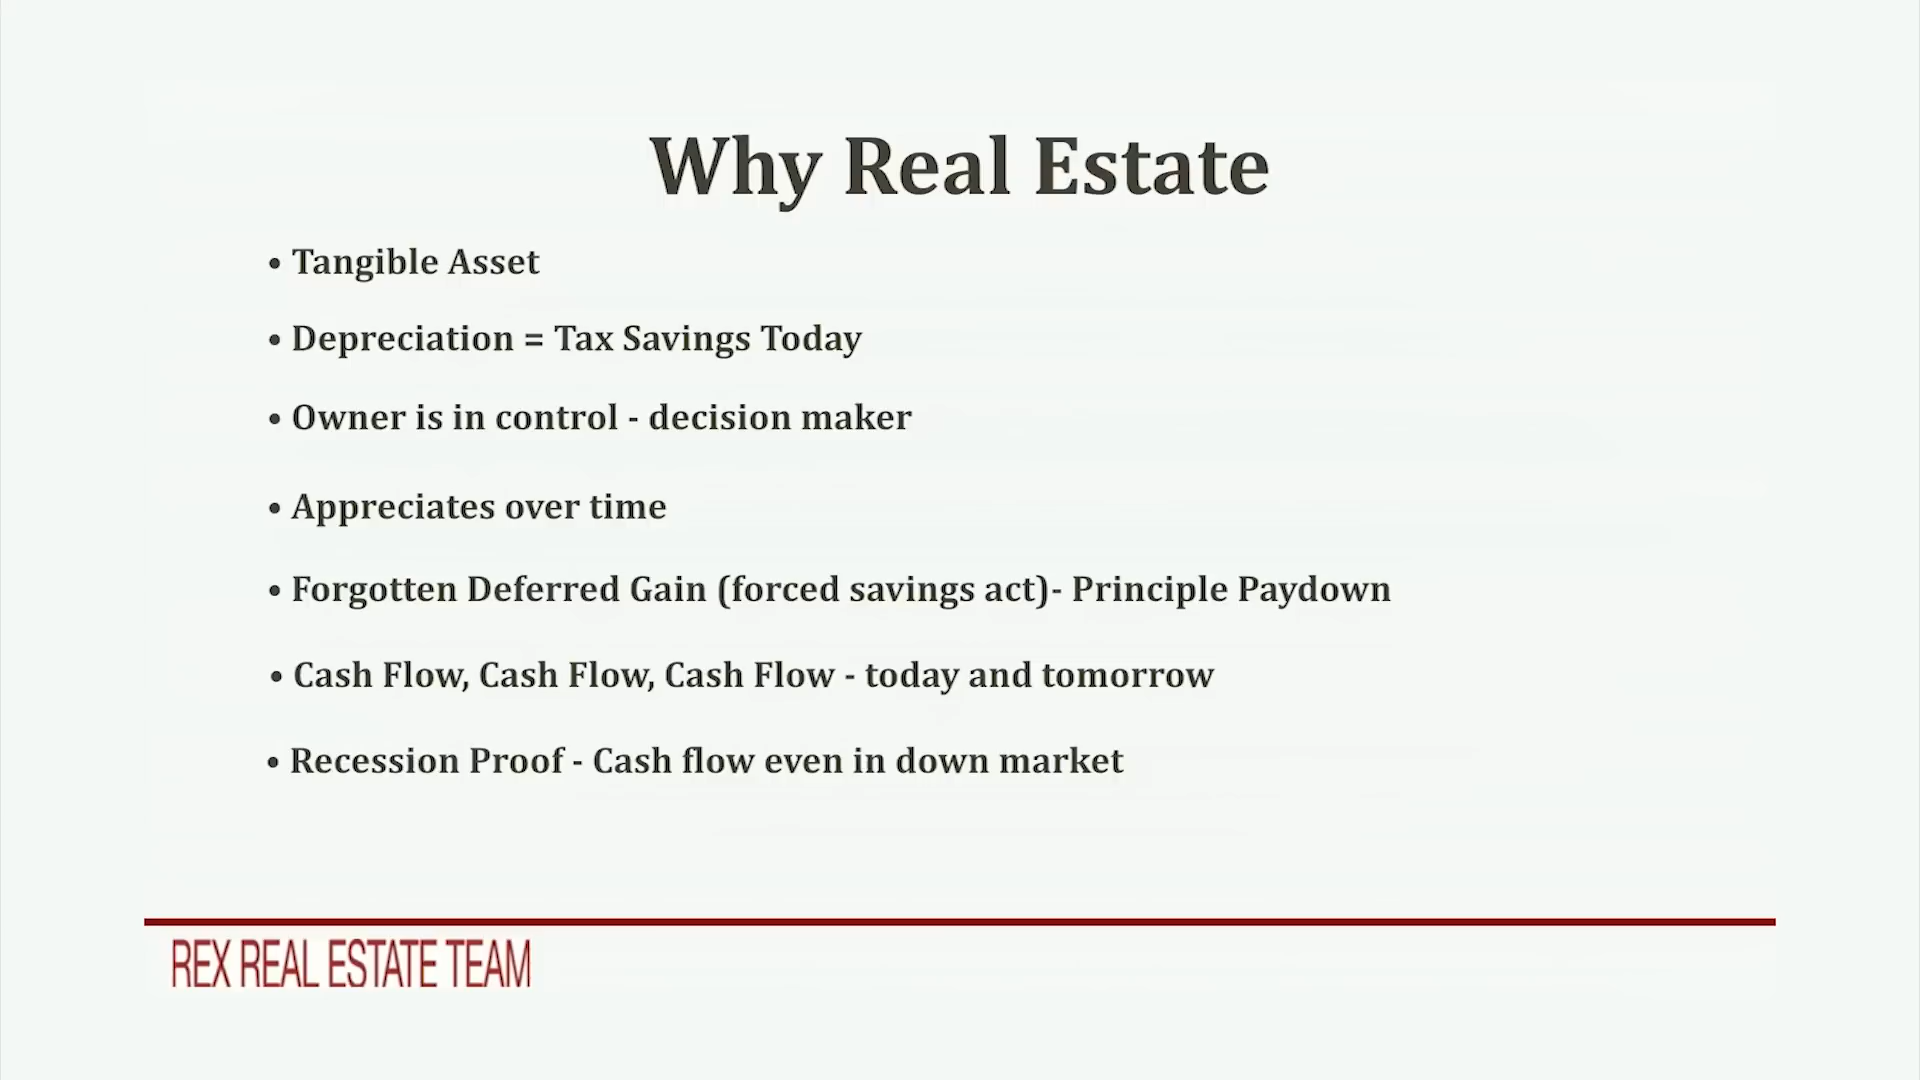 Why Real Estate
• Tangible Asset
• Depreciation = Tax Savings Today
• Owner is in control - decision maker
• Appreciates over time
• Forgotten Deferred Gain (forced savings act)- Principle Paydown
• Cash Flow, Cash Flow, Cash Flow - today and tomorrow
• Recession Proof - Cash flow even in down market
REX REAL ESTATE TEAM